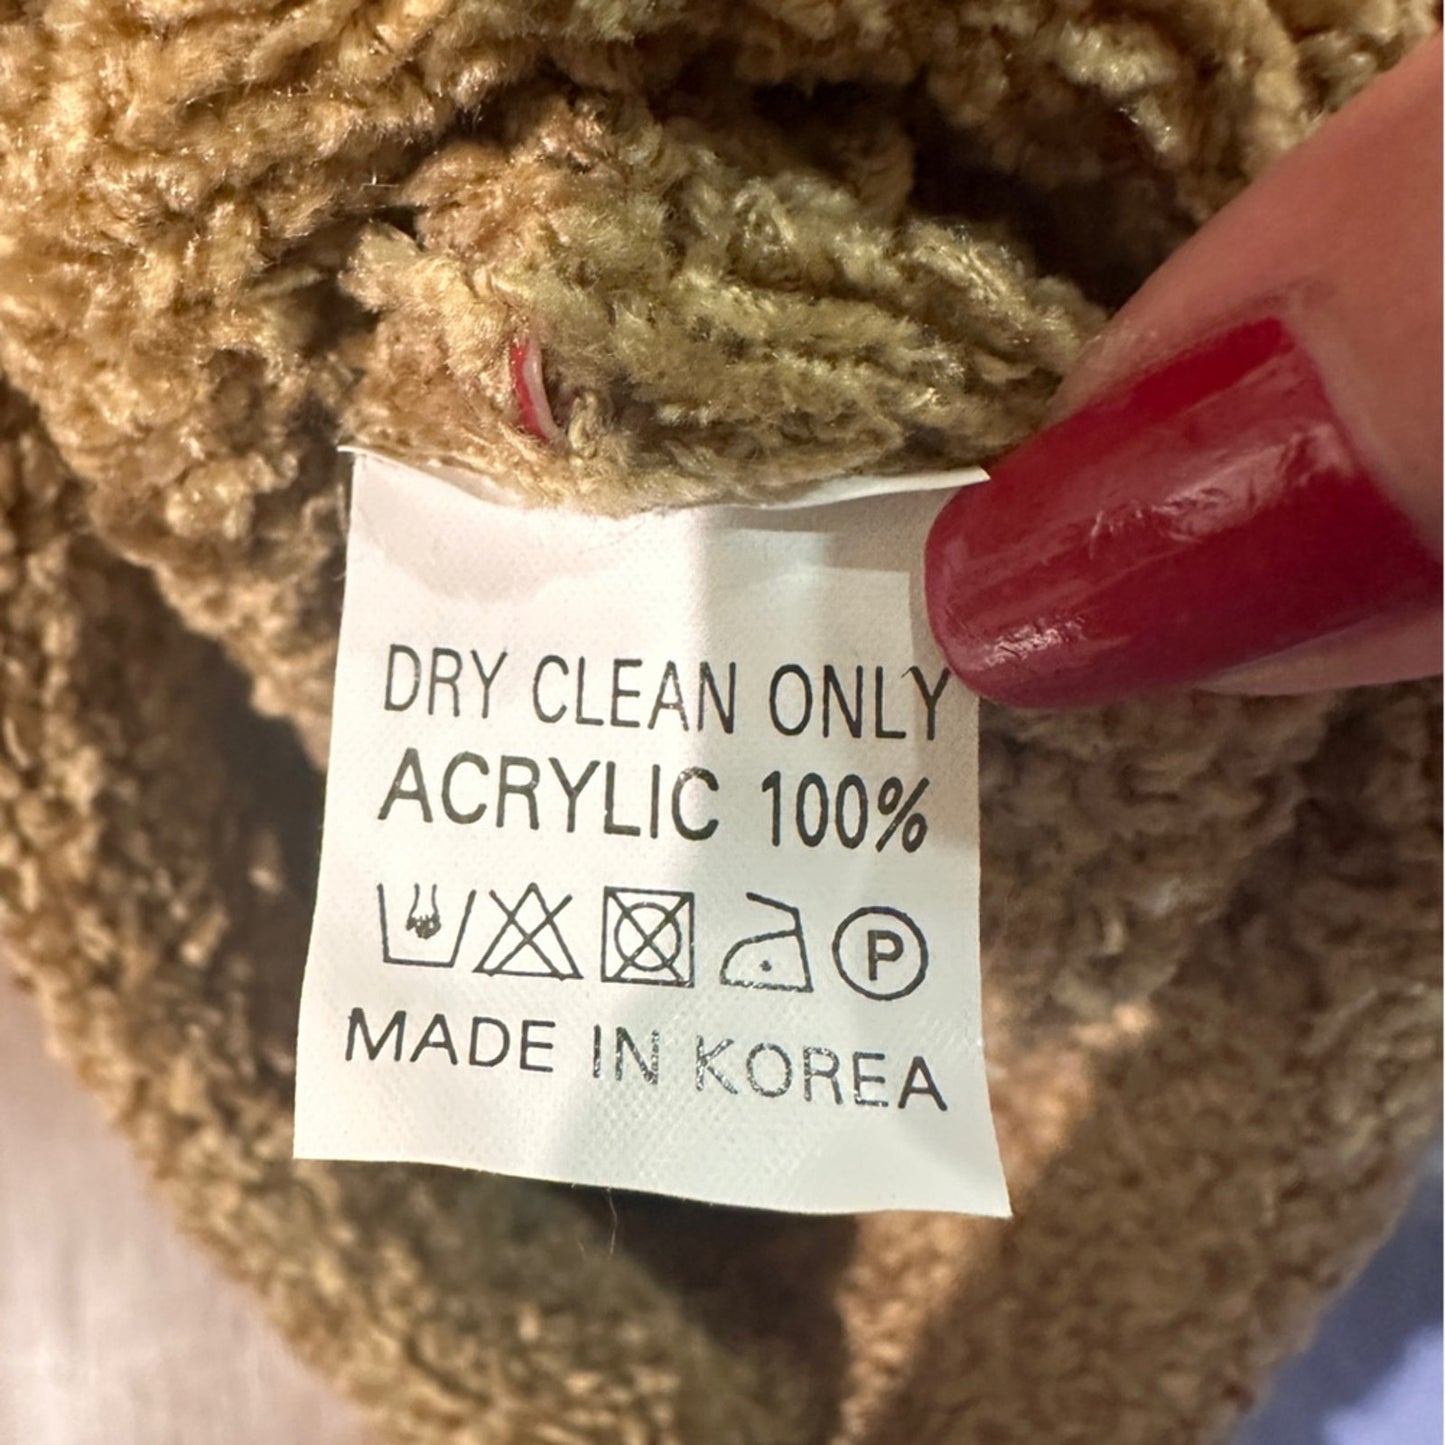 DRY CLEAN ONLY
ACRYLIC 100%
P
MADE IN KOREA